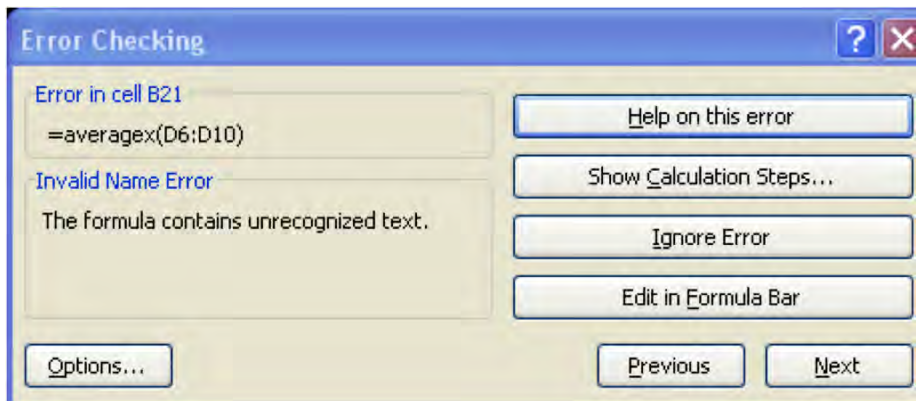 Error Checking
Error in cell B21
=averagex(D6:D10)
Invalid Name Error
The formula contains unrecognized text.
Help on this error
Show Calculation Steps...
Ignore Error
Edit in Formula Bar
Options...
Previous
Next